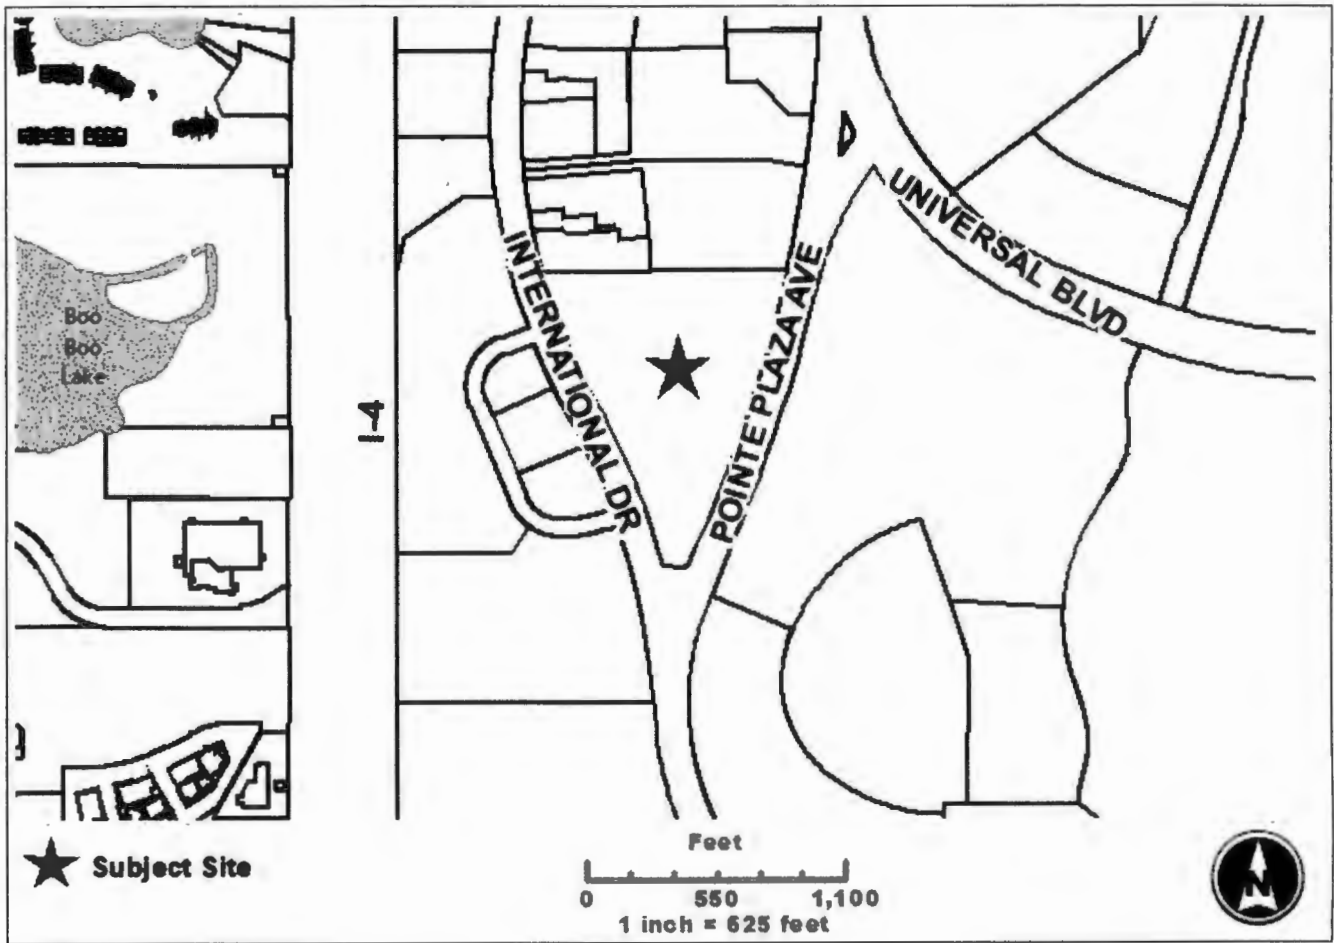 UNIVERSAL BLVD
INTERNATIONAL DR
POINTE PLAZA AVE
Boo
Boo
Lake
I-4
Subject Site
Feet
0 550 1,100
1 inch = 625 feet
N